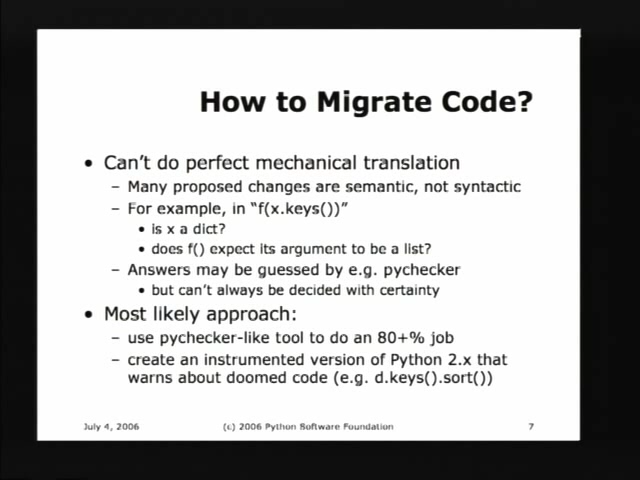 How to Migrate Code?
• Can't do perfect mechanical translation
– Many proposed changes are semantic, not syntactic
– For example, in "f(x.keys())"
• is x a dict?
• does f() expect its argument to be a list?
– Answers may be guessed by e.g. pychecker
• but can't always be decided with certainty
• Most likely approach:
– use pychecker-like tool to do an 80+% job
– create an instrumented version of Python 2.x that
warns about doomed code (e.g. d.keys().sort())
July 4, 2006 (c) 2006 Python Software Foundation 7